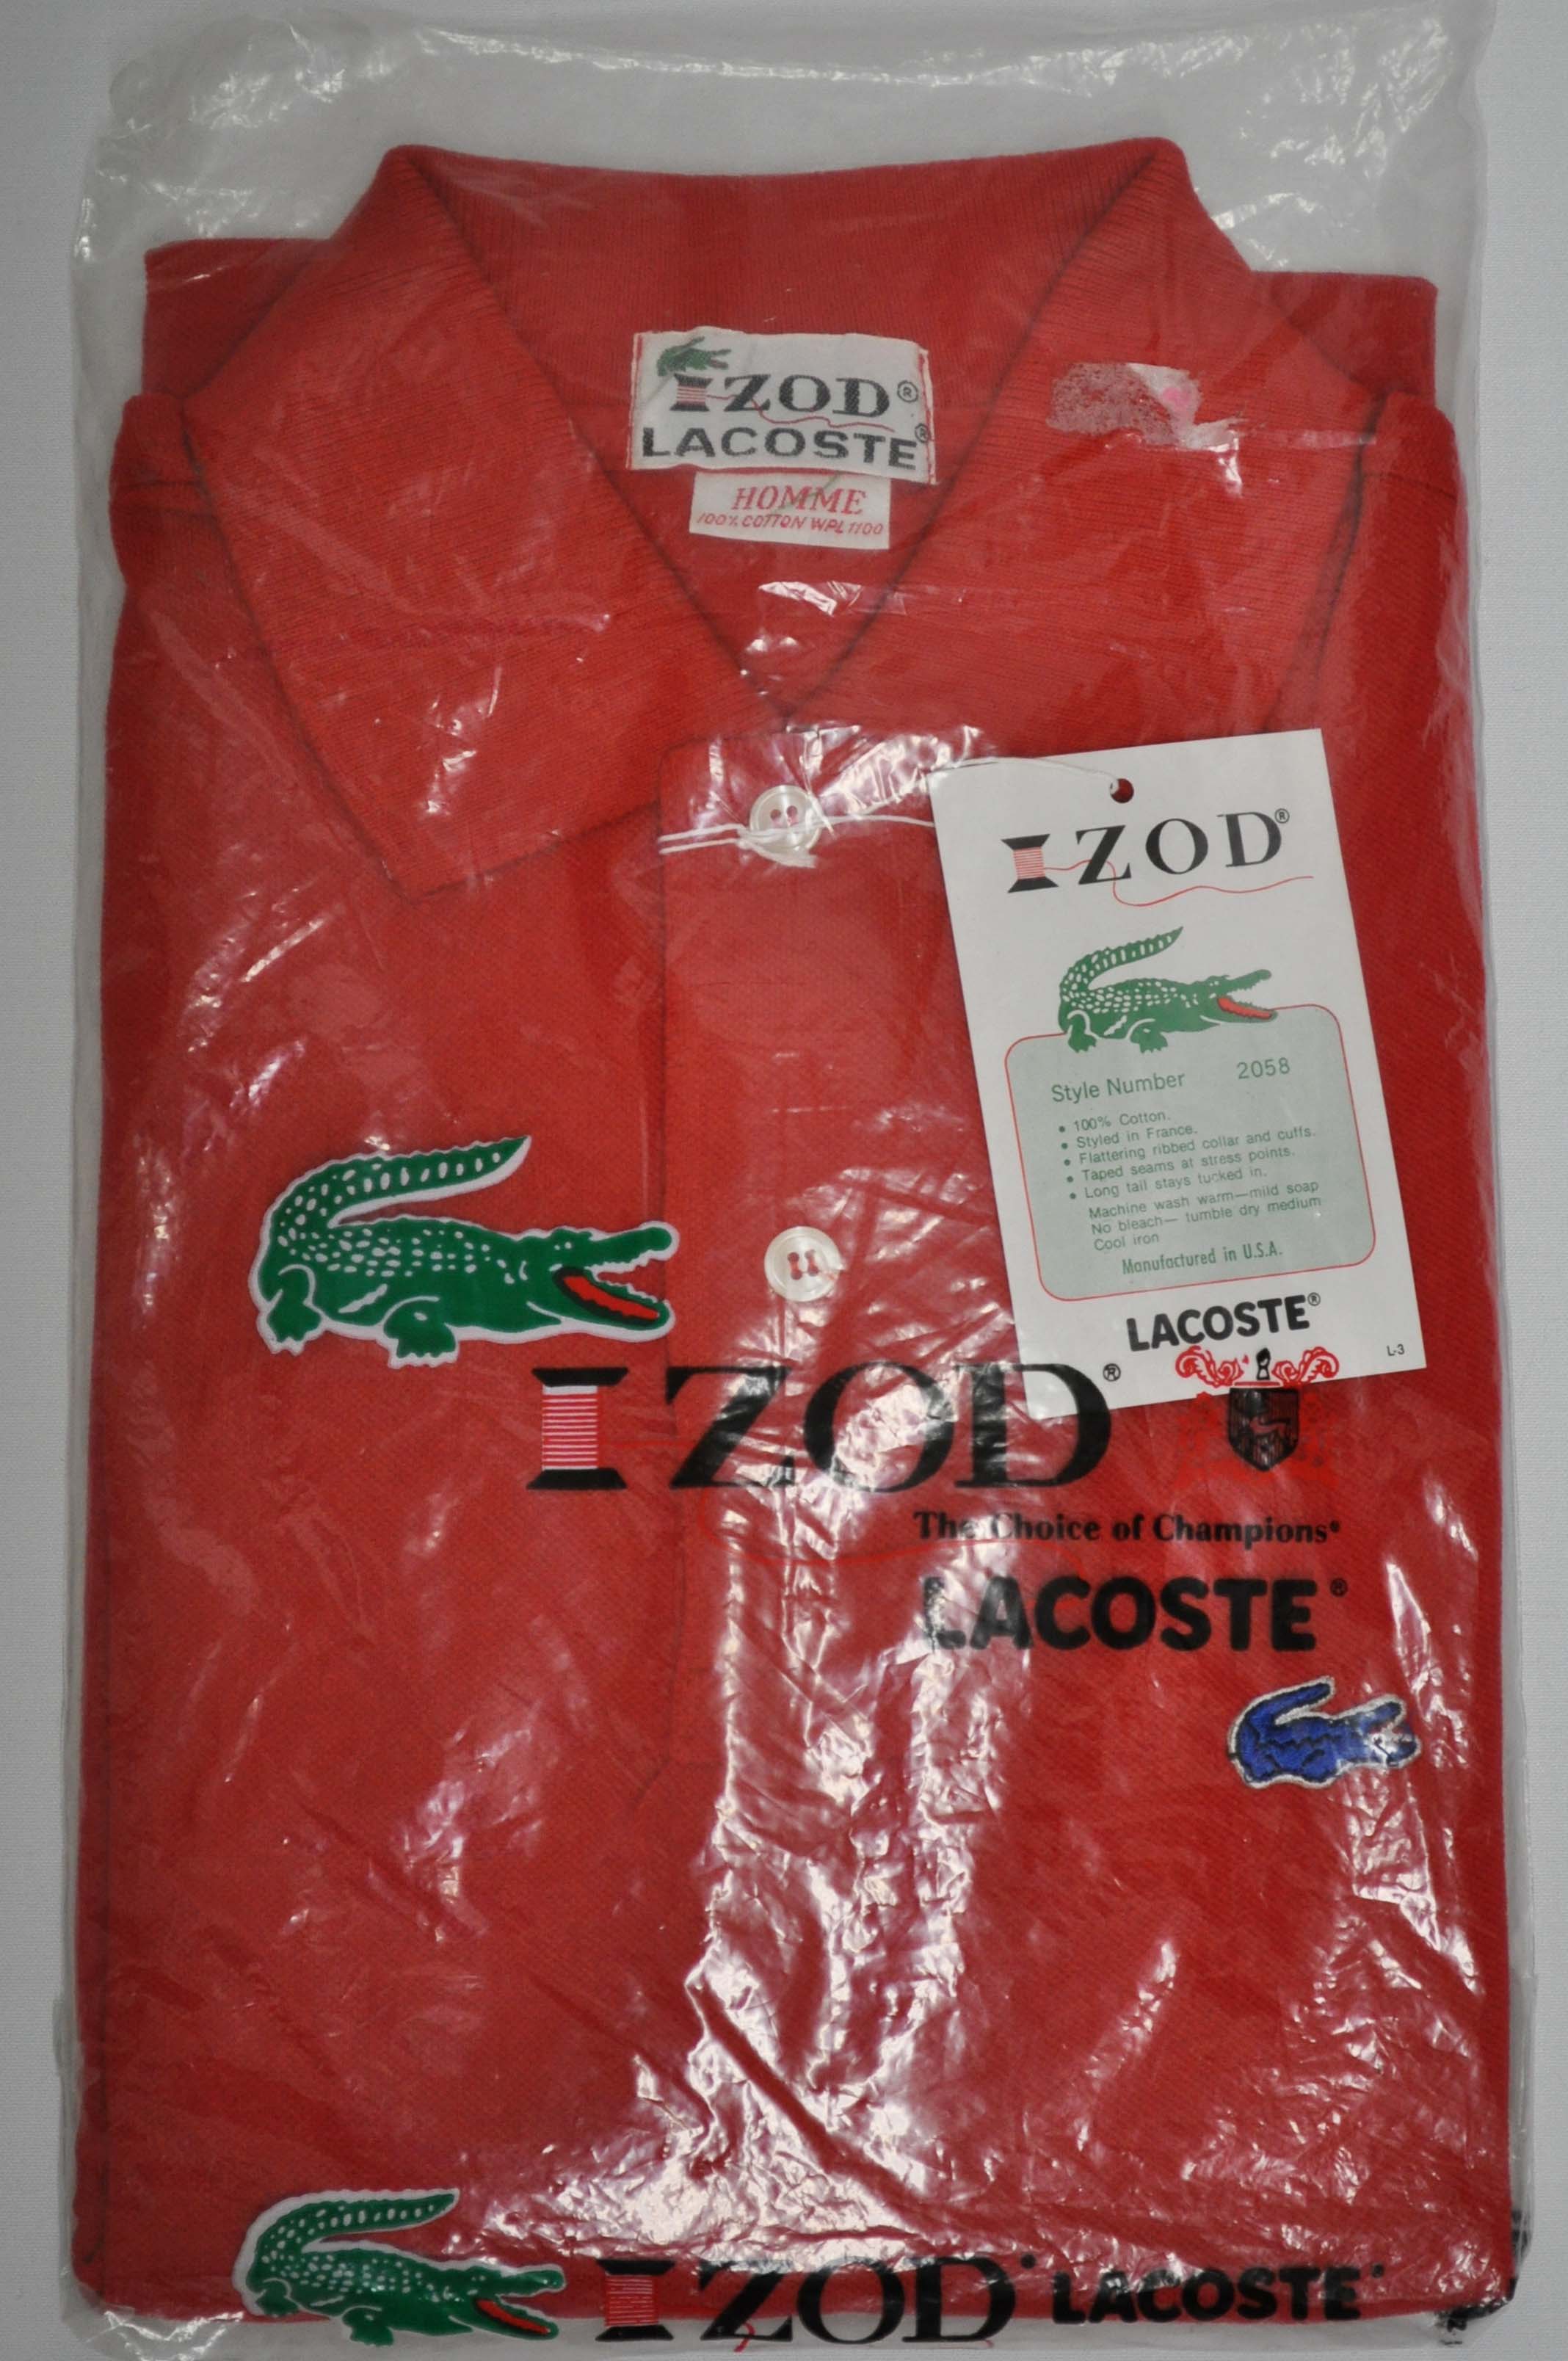 IZOD®
LACOSTE®
HOMME
100% COTTON WPL 1100
IZOD®
Style Number 2058
• 100% Cotton.
• Styled in France.
• Flattering ribbed collar and cuffs.
• Taped seams at stress points.
• Long tail stays tucked in.
Machine wash warm—mild soap
No bleach— tumble dry medium
Cool iron
Manufactured in U.S.A.
LACOSTE®
L-3
IZOD®
The Choice of Champions®
LACOSTE®
IZOD® LACOSTE®